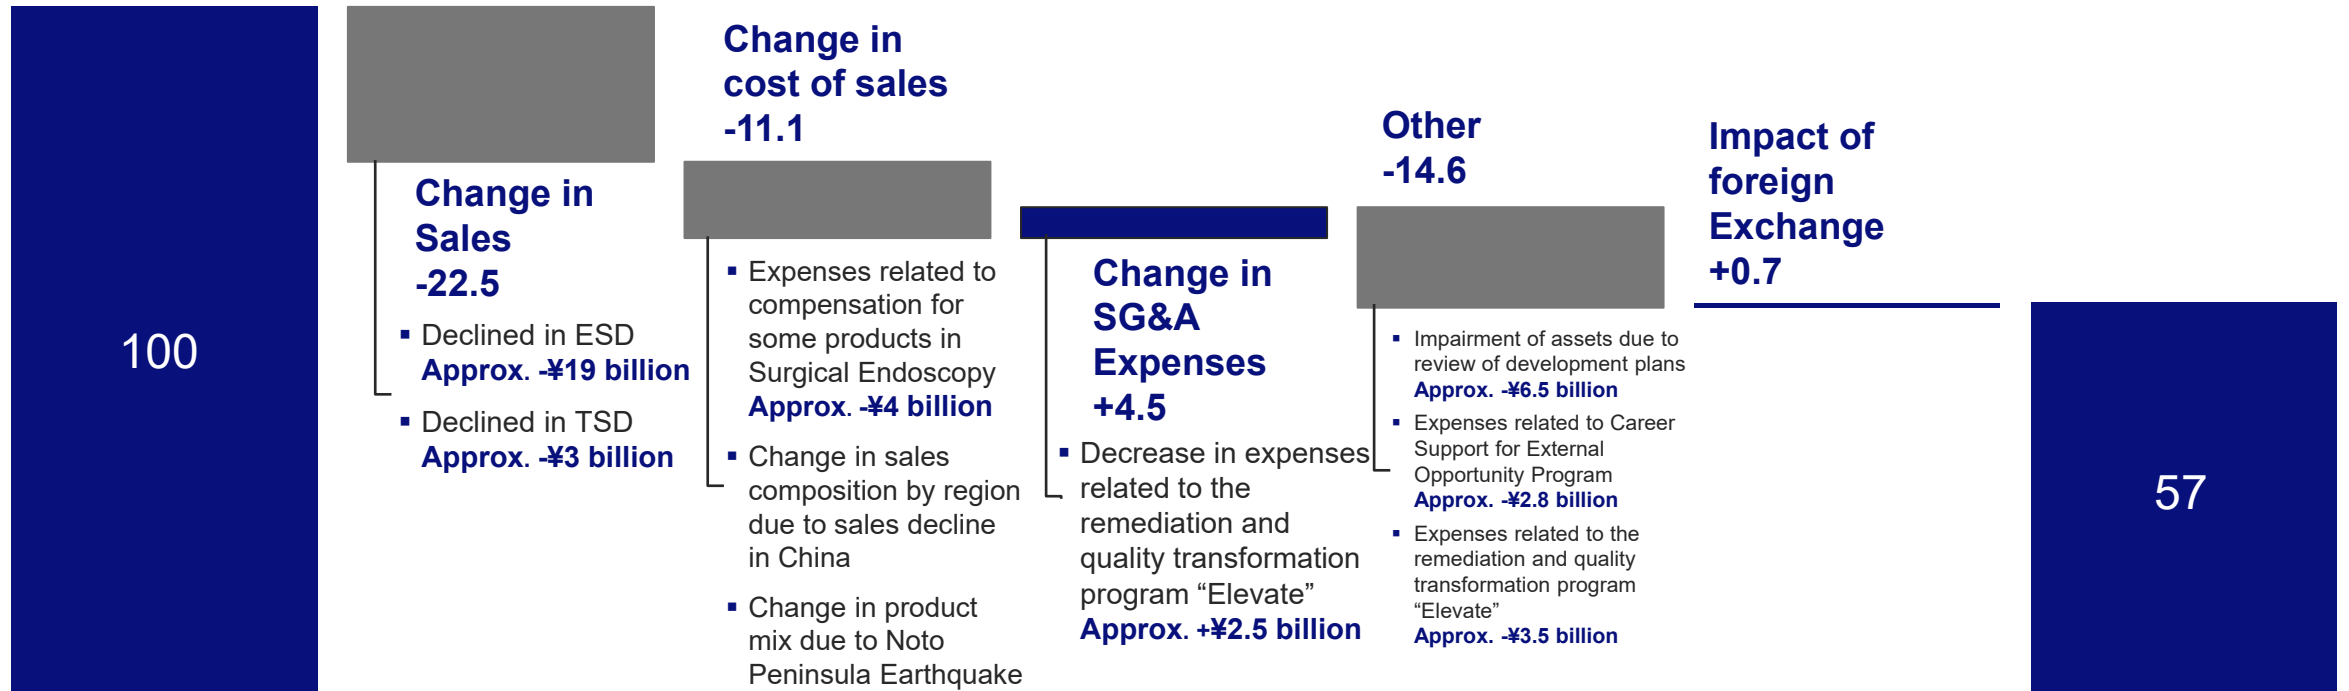 100
Change in
Sales
-22.5
▪ Declined in ESD
Approx. -¥19 billion
▪ Declined in TSD
Approx. -¥3 billion
Change in
cost of sales
-11.1
▪ Expenses related to
compensation for
some products in
Surgical Endoscopy
Approx. -¥4 billion
▪ Change in sales
composition by region
due to sales decline
in China
▪ Change in product
mix due to Noto
Peninsula Earthquake
Change in
SG&A
Expenses
+4.5
▪ Decrease in expenses
related to the
remediation and
quality transformation
program “Elevate”
Approx. +¥2.5 billion
Other
-14.6
▪ Impairment of assets due to
review of development plans
Approx. -¥6.5 billion
▪ Expenses related to Career
Support for External
Opportunity Program
Approx. -¥2.8 billion
▪ Expenses related to the
remediation and quality
transformation program
“Elevate”
Approx. -¥3.5 billion
Impact of
foreign
Exchange
+0.7
57